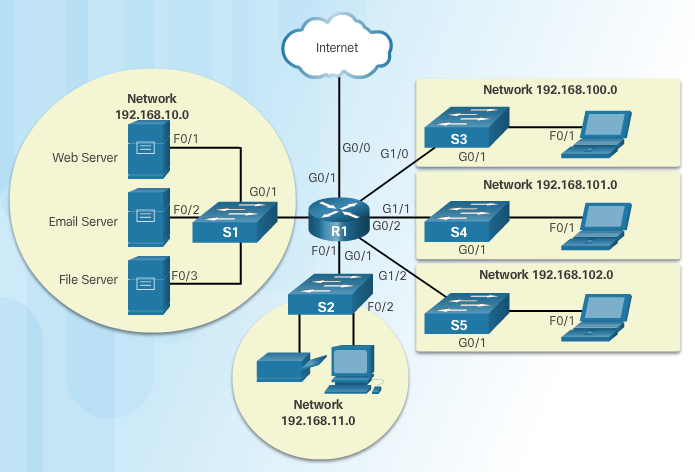 Internet
Network
192.168.10.0
Web Server
F0/1
Email Server
F0/2
File Server
F0/3
G0/1
S1
G0/0
G0/1
G1/0
R1
G1/1
G0/2
F0/1
G0/1
G1/2
S2
F0/2
Network
192.168.11.0
Network 192.168.100.0
S3
F0/1
G0/1
Network 192.168.101.0
S4
F0/1
G0/1
Network 192.168.102.0
S5
F0/1
G0/1